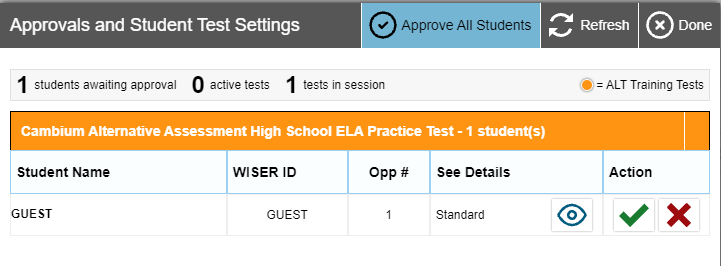 Approvals and Student Test Settings Approve All Students Refresh Done
1 students awaiting approval 0 active tests 1 tests in session = ALT Training Tests
Cambium Alternative Assessment High School ELA Practice Test - 1 student(s)
Student Name WISER ID Opp # See Details Action
GUEST GUEST 1 Standard